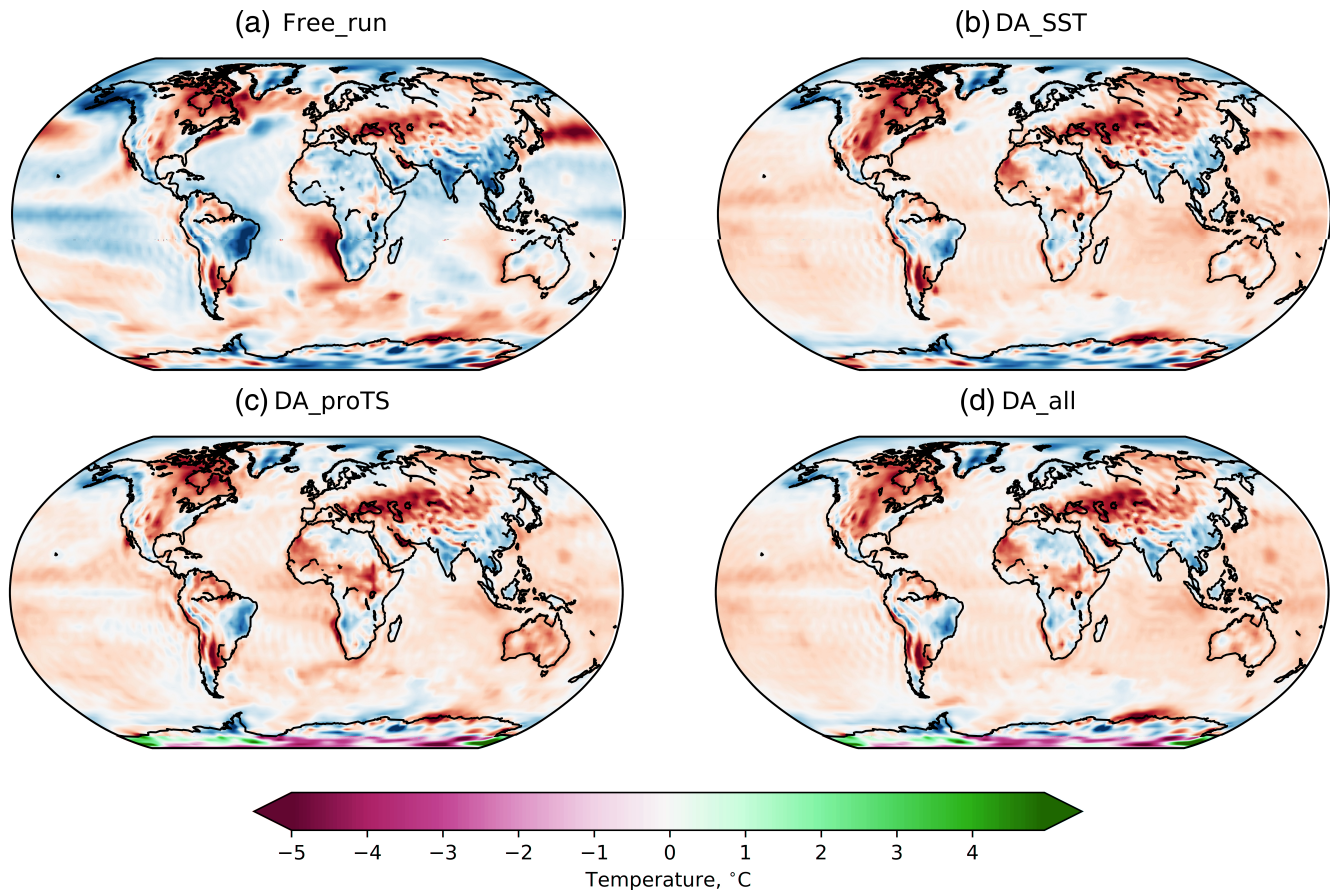 (a) Free_run
(b) DA_SST
(c) DA_proTS
(d) DA_all
−5 −4 −3 −2 −1 0 1 2 3 4
Temperature, °C